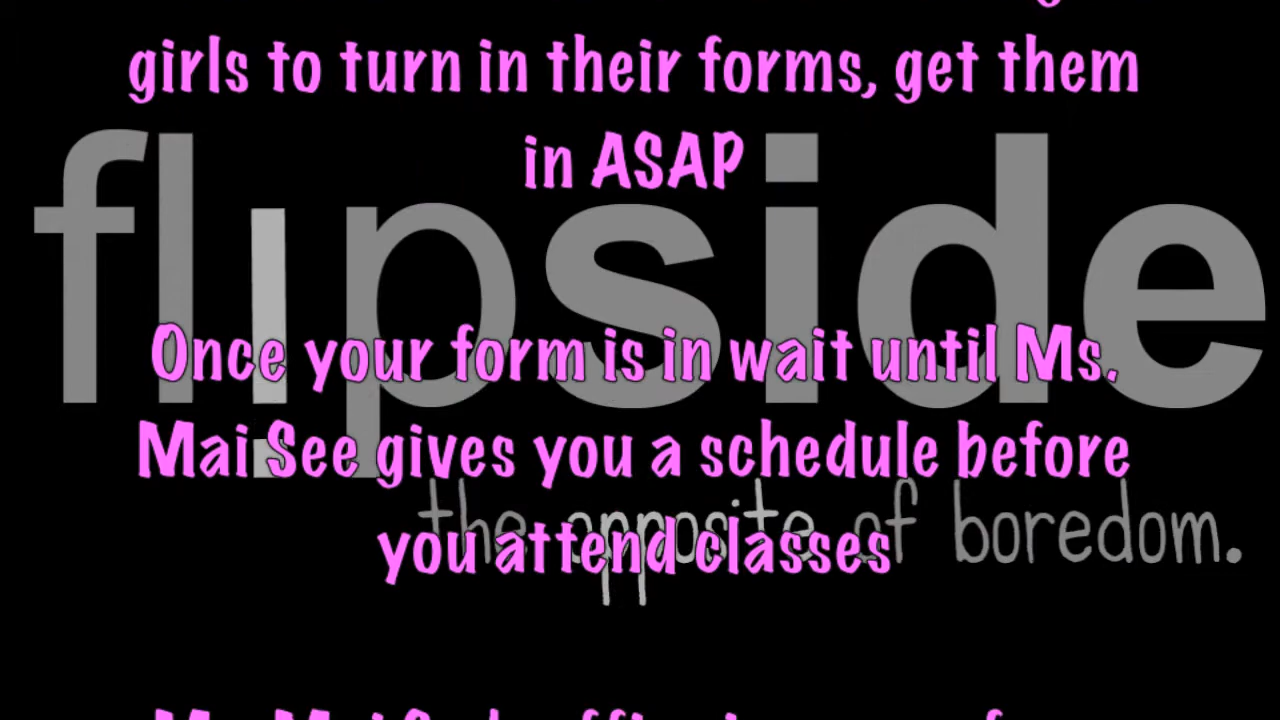 girls to turn in their forms, get them
in ASAP
flipside
Once your form is in wait until Ms.
Mai See gives you a schedule before
the opposite of boredom.
you attend classes